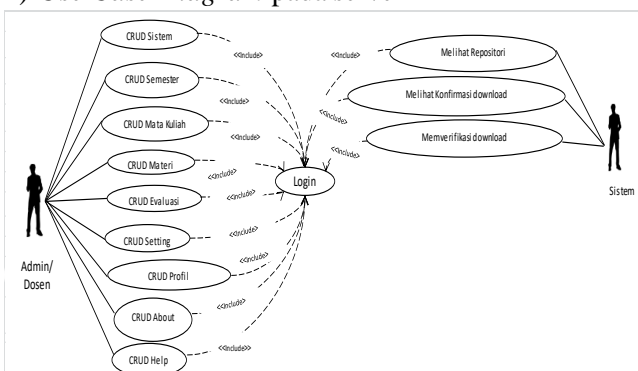 CRUD Sistem
<<Include>>
CRUD Semester
<<Include>>
CRUD Mata Kuliah
<<Include>>
CRUD Materi
<<Include>>
CRUD Evaluasi
<<Include>>
CRUD Setting
<<Include>>
CRUD Profil
<<Include>>
CRUD About
<<Include>>
CRUD Help
<<Include>>
Admin/
Dosen
Login
<<Include>>
Melihat Repositori
<<Include>>
Melihat Konfirmasi download
<<Include>>
Memverifikasi download
Sistem